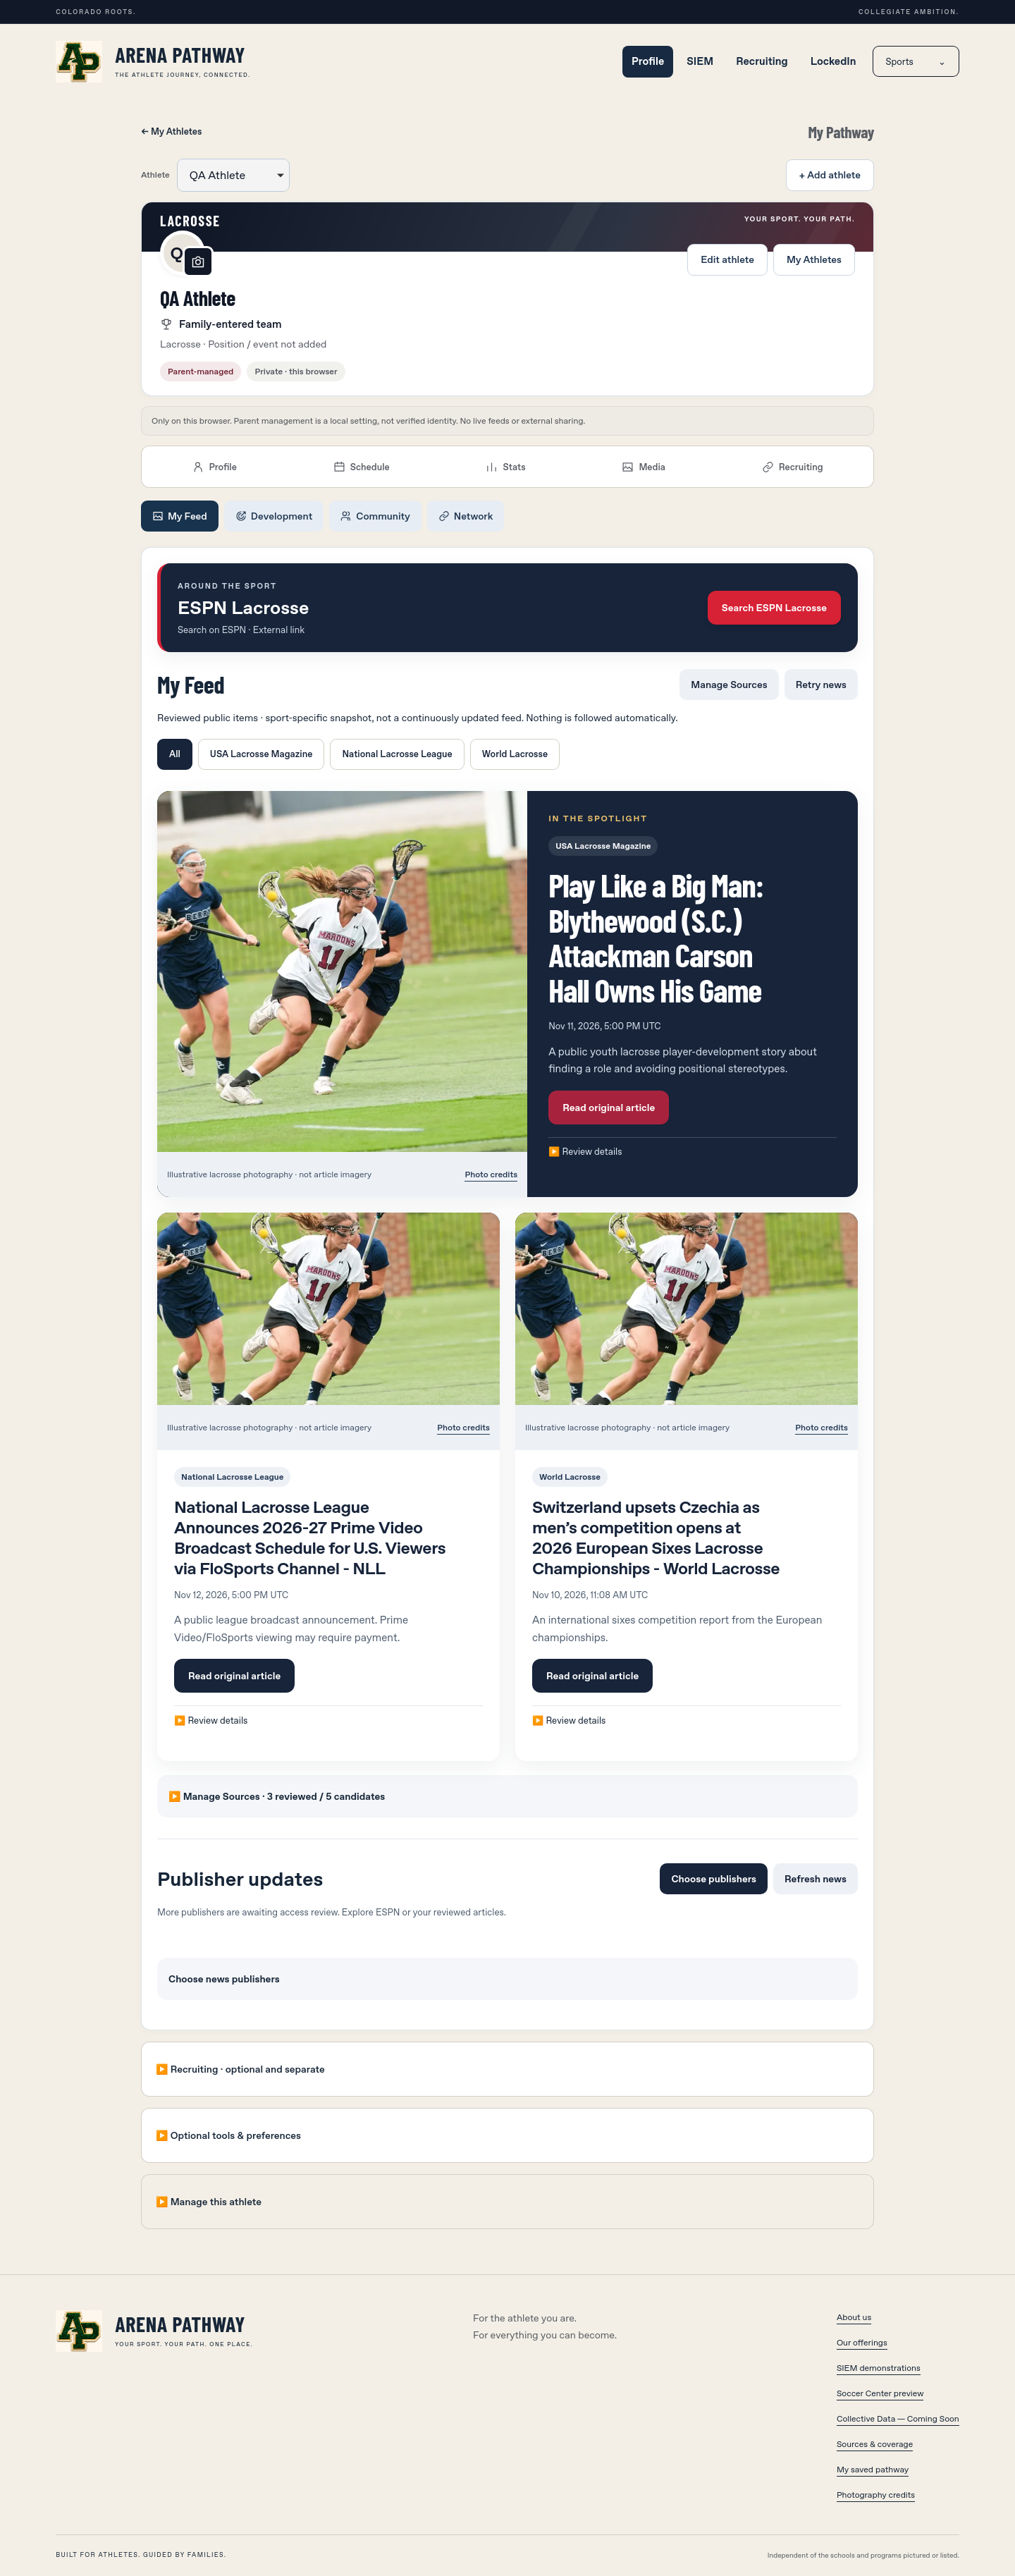 COLORADO ROOTS.
COLLEGIATE AMBITION.
AP
ARENA PATHWAY
THE ATHLETE JOURNEY, CONNECTED.
Profile
SIEM
Recruiting
LockedIn
Sports
← My Athletes
My Pathway
Athlete
QA Athlete
+ Add athlete
LACROSSE
YOUR SPORT. YOUR PATH.
Q
Edit athlete
My Athletes
QA Athlete
Family-entered team
Lacrosse · Position / event not added
Parent-managed
Private · this browser
Only on this browser. Parent management is a local setting, not verified identity. No live feeds or external sharing.
Profile
Schedule
Stats
Media
Recruiting
My Feed
Development
Community
Network
AROUND THE SPORT
ESPN Lacrosse
Search on ESPN · External link
Search ESPN Lacrosse
My Feed
Manage Sources
Retry news
Reviewed public items · sport-specific snapshot, not a continuously updated feed. Nothing is followed automatically.
All
USA Lacrosse Magazine
National Lacrosse League
World Lacrosse
MAROONS
11
IN THE SPOTLIGHT
USA Lacrosse Magazine
Play Like a Big Man:
Blythewood (S.C.)
Attackman Carson
Hall Owns His Game
Nov 11, 2026, 5:00 PM UTC
A public youth lacrosse player-development story about
finding a role and avoiding positional stereotypes.
Read original article
▶ Review details
Illustrative lacrosse photography · not article imagery
Photo credits
MAROONS
11
MAROONS
11
Illustrative lacrosse photography · not article imagery
Photo credits
Illustrative lacrosse photography · not article imagery
Photo credits
National Lacrosse League
National Lacrosse League
Announces 2026-27 Prime Video
Broadcast Schedule for U.S. Viewers
via FloSports Channel - NLL
Nov 12, 2026, 5:00 PM UTC
A public league broadcast announcement. Prime
Video/FloSports viewing may require payment.
Read original article
▶ Review details
World Lacrosse
Switzerland upsets Czechia as
men's competition opens at
2026 European Sixes Lacrosse
Championships - World Lacrosse
Nov 10, 2026, 11:08 AM UTC
An international sixes competition report from the European
championships.
Read original article
▶ Review details
▶ Manage Sources · 3 reviewed / 5 candidates
Publisher updates
Choose publishers
Refresh news
More publishers are awaiting access review. Explore ESPN or your reviewed articles.
Choose news publishers
▶ Recruiting · optional and separate
▶ Optional tools & preferences
▶ Manage this athlete
AP
ARENA PATHWAY
YOUR SPORT. YOUR PATH. ONE PLACE.
For the athlete you are.
For everything you can become.
About us
Our offerings
SIEM demonstrations
Soccer Center preview
Collective Data — Coming Soon
Sources & coverage
My saved pathway
Photography credits
BUILT FOR ATHLETES. GUIDED BY FAMILIES.
Independent of the schools and programs pictured or listed.